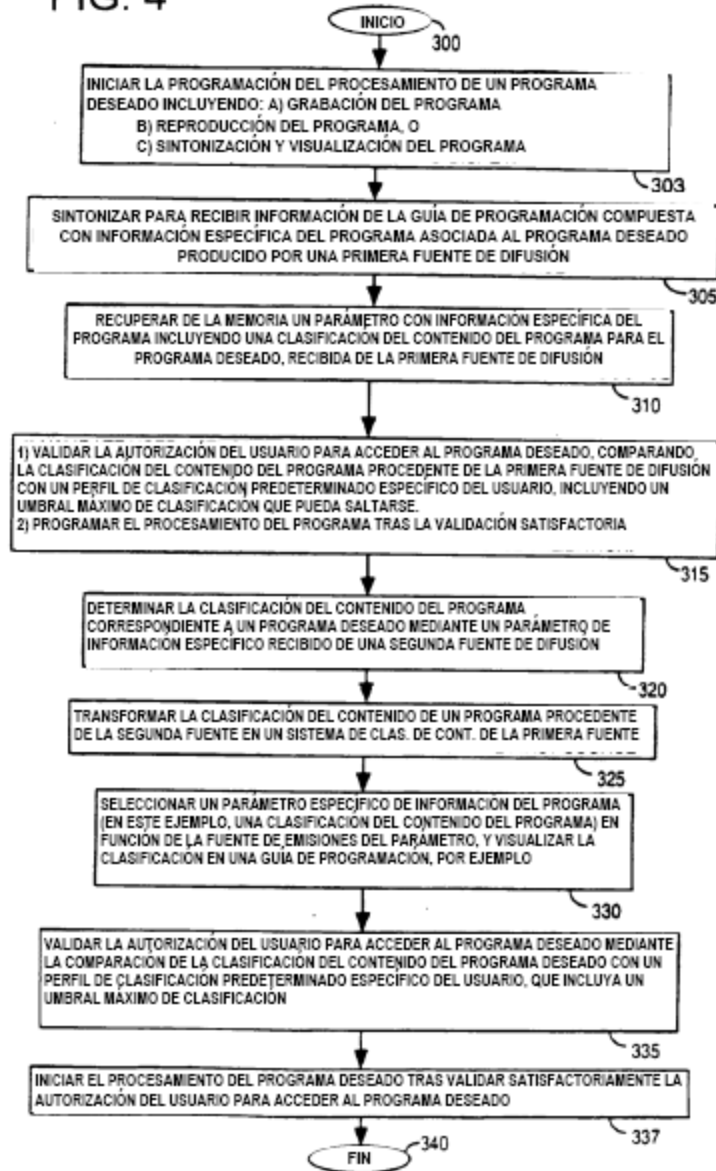 FIG. 4
INICIO
300
INICIAR LA PROGRAMACIÓN DEL PROCESAMIENTO DE UN PROGRAMA
DESEADO INCLUYENDO: A) GRABACIÓN DEL PROGRAMA
B) REPRODUCCIÓN DEL PROGRAMA, O
C) SINTONIZACIÓN Y VISUALIZACIÓN DEL PROGRAMA
303
SINTONIZAR PARA RECIBIR INFORMACIÓN DE LA GUÍA DE PROGRAMACIÓN COMPUESTA
CON INFORMACIÓN ESPECÍFICA DEL PROGRAMA ASOCIADA AL PROGRAMA DESEADO
PRODUCIDO POR UNA PRIMERA FUENTE DE DIFUSIÓN
305
RECUPERAR DE LA MEMORIA UN PARÁMETRO CON INFORMACIÓN ESPECÍFICA DEL
PROGRAMA INCLUYENDO UNA CLASIFICACIÓN DEL CONTENIDO DEL PROGRAMA PARA EL
PROGRAMA DESEADO, RECIBIDA DE LA PRIMERA FUENTE DE DIFUSIÓN
310
1) VALIDAR LA AUTORIZACIÓN DEL USUARIO PARA ACCEDER AL PROGRAMA DESEADO, COMPARANDO,
LA CLASIFICACIÓN DEL CONTENIDO DEL PROGRAMA PROCEDENTE DE LA PRIMERA FUENTE DE DIFUSIÓN
CON UN PERFIL DE CLASIFICACIÓN PREDETERMINADO ESPECÍFICO DEL USUARIO, INCLUYENDO UN
UMBRAL MÁXIMO DE CLASIFICACIÓN QUE PUEDA SALTARSE.
2) PROGRAMAR EL PROCESAMIENTO DEL PROGRAMA TRAS LA VALIDACIÓN SATISFACTORIA
315
DETERMINAR LA CLASIFICACIÓN DEL CONTENIDO DEL PROGRAMA
CORRESPONDIENTE A UN PROGRAMA DESEADO MEDIANTE UN PARÁMETRO DE
INFORMACIÓN ESPECÍFICO RECIBIDO DE UNA SEGUNDA FUENTE DE DIFUSIÓN
320
TRANSFORMAR LA CLASIFICACIÓN DEL CONTENIDO DE UN PROGRAMA PROCEDENTE
DE LA SEGUNDA FUENTE EN UN SISTEMA DE CLAS. DE CONT. DE LA PRIMERA FUENTE
325
SELECCIONAR UN PARÁMETRO ESPECÍFICO DE INFORMACIÓN DEL PROGRAMA
(EN ESTE EJEMPLO, UNA CLASIFICACIÓN DEL CONTENIDO DEL PROGRAMA) EN
FUNCIÓN DE LA FUENTE DE EMISIONES DEL PARÁMETRO, Y VISUALIZAR LA
CLASIFICACIÓN EN UNA GUÍA DE PROGRAMACIÓN, POR EJEMPLO
330
VALIDAR LA AUTORIZACIÓN DEL USUARIO PARA ACCEDER AL PROGRAMA DESEADO MEDIANTE
LA COMPARACIÓN DE LA CLASIFICACIÓN DEL CONTENIDO DEL PROGRAMA DESEADO CON UN
PERFIL DE CLASIFICACIÓN PREDETERMINADO ESPECÍFICO DEL USUARIO, QUE INCLUYA UN
UMBRAL MÁXIMO DE CLASIFICACIÓN
335
INICIAR EL PROCESAMIENTO DEL PROGRAMA DESEADO TRAS VALIDAR SATISFACTORIAMENTE LA
AUTORIZACIÓN DEL USUARIO PARA ACCEDER AL PROGRAMA DESEADO
337
FIN
340